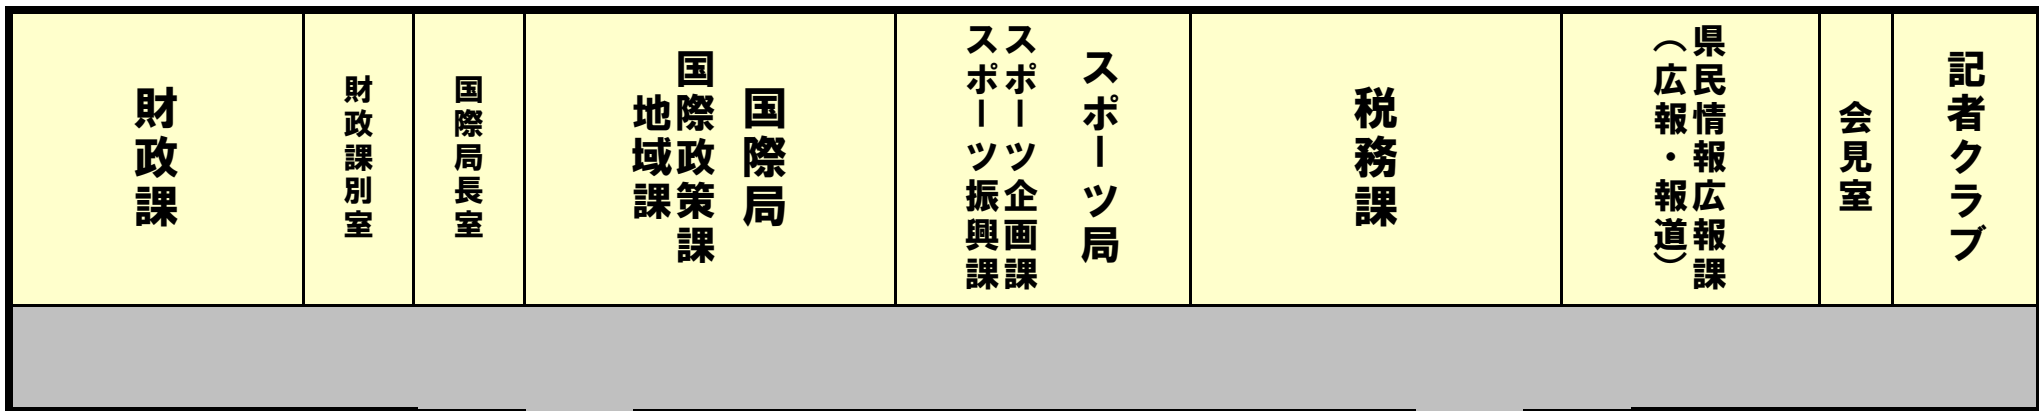 財政課
財政課別室
国際局長室
国際局
国際政策課
地域課
スポーツ局
スポーツ企画課
スポーツ振興課
税務課
県民情報広報課
（広報・報道）
会見室
記者クラブ